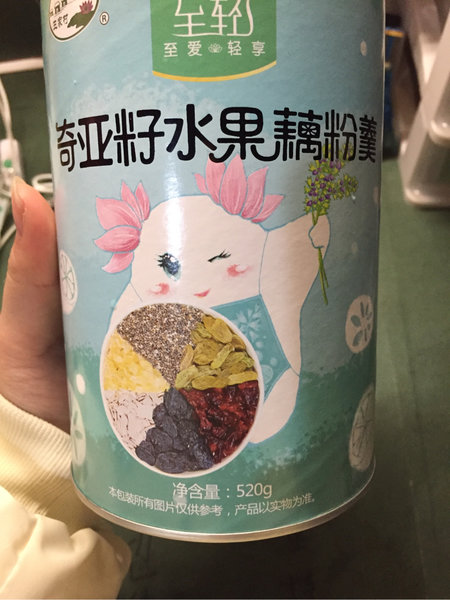 ®
至轻
至爱 轻享
奇亚籽水果藕粉羹
净含量：520g
本包装所有图片仅供参考，产品以实物为准。